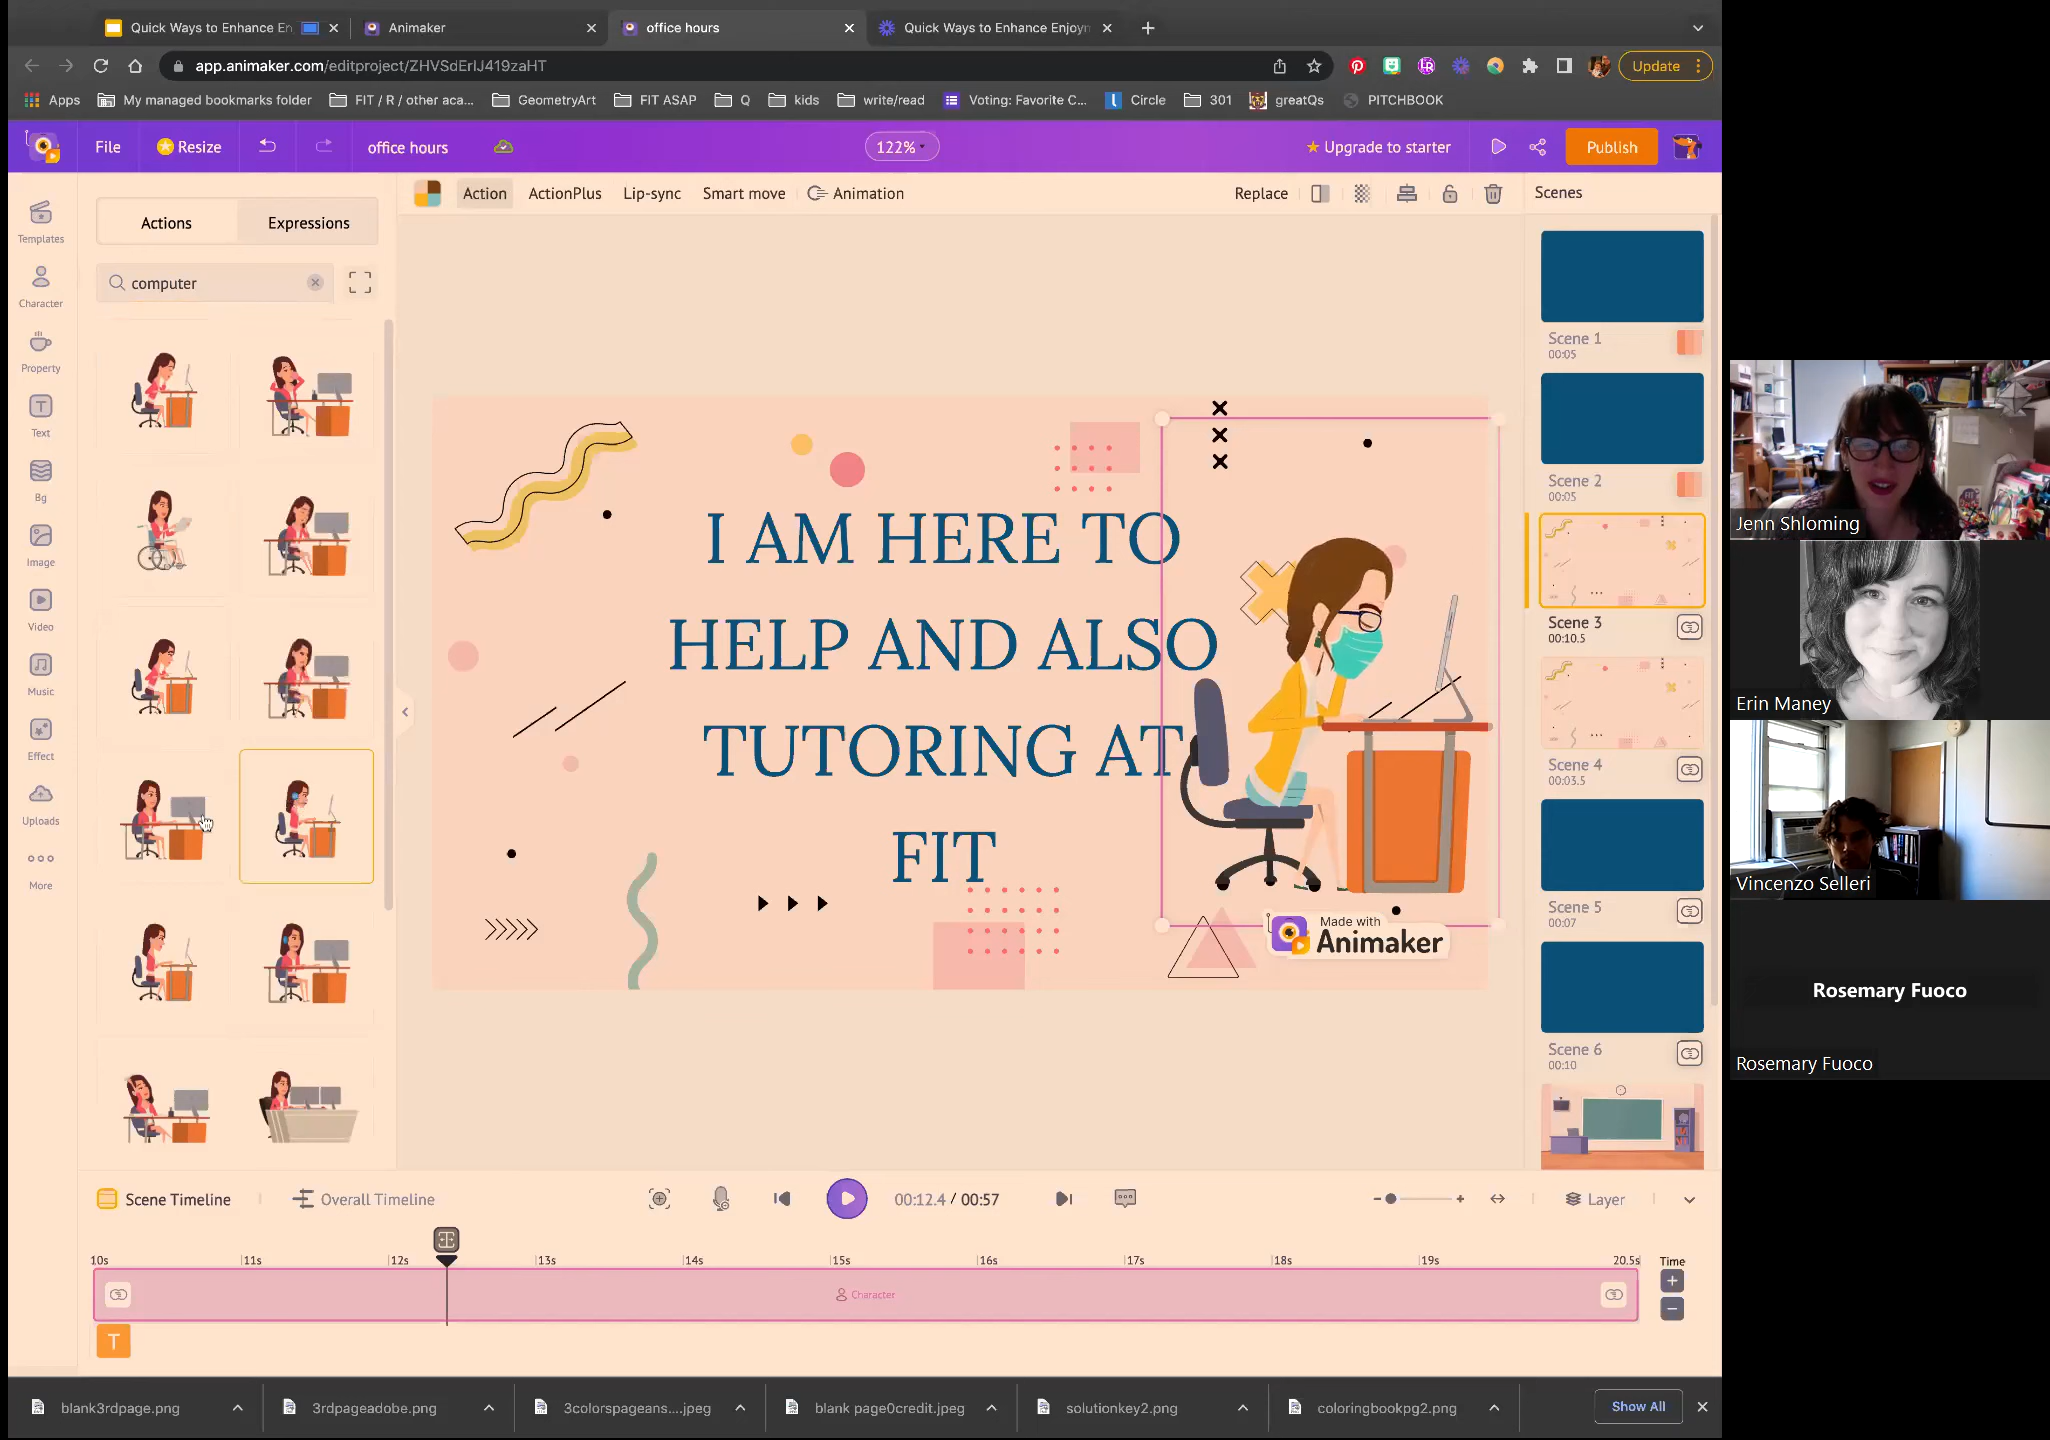 Quick Ways to Enhance En
Animaker
office hours
Quick Ways to Enhance Enjoyn
app.animaker.com/editproject/ZHVSdErIJ419zaHT
Update
Apps
My managed bookmarks folder
FIT / R / other aca...
GeometryArt
FIT ASAP
Q
kids
write/read
Voting: Favorite C...
Circle
301
greatQs
PITCHBOOK
File
Resize
office hours
122%
Upgrade to starter
Publish
Templates
Character
Property
Text
Bg
Image
Video
Music
Effect
Uploads
More
Actions
Expressions
computer
Action
ActionPlus
Lip-sync
Smart move
Animation
Replace
Scenes
I AM HERE TO
HELP AND ALSO
TUTORING AT
FIT
Made with
Animaker
Scene 1
00:05
Scene 2
00:05
Scene 3
00:10.5
Scene 4
00:03.5
Scene 5
00:07
Scene 6
00:10
Jenn Shloming
Erin Maney
Vincenzo Selleri
Rosemary Fuoco
Rosemary Fuoco
Scene Timeline
Overall Timeline
00:12.4 / 00:57
Layer
10s
11s
12s
13s
14s
15s
16s
17s
18s
19s
20.5s
Time
Character
T
blank3rdpage.png
3rdpageadobe.png
3colorspageans....jpeg
blank page0credit.jpeg
solutionkey2.png
coloringbookpg2.png
Show All